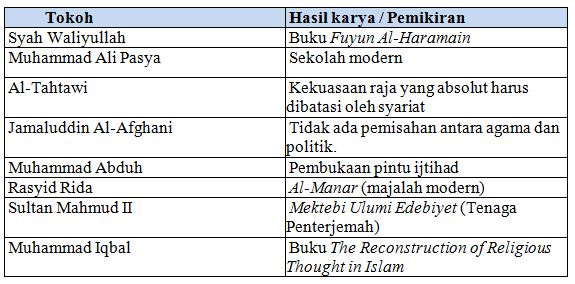 Tokoh Hasil karya / Pemikiran
Syah Waliyullah Buku Fuyun Al-Haramain
Muhammad Ali Pasya Sekolah modern
Al-Tahtawi Kekuasaan raja yang absolut harus
dibatasi oleh syariat
Jamaluddin Al-Afghani Tidak ada pemisahan antara agama dan
politik.
Muhammad Abduh Pembukaan pintu ijtihad
Rasyid Rida Al-Manar (majalah modern)
Sultan Mahmud II Mektebi Ulumi Edebiyet (Tenaga
Penterjemah)
Muhammad Iqbal Buku The Reconstruction of Religious
Thought in Islam